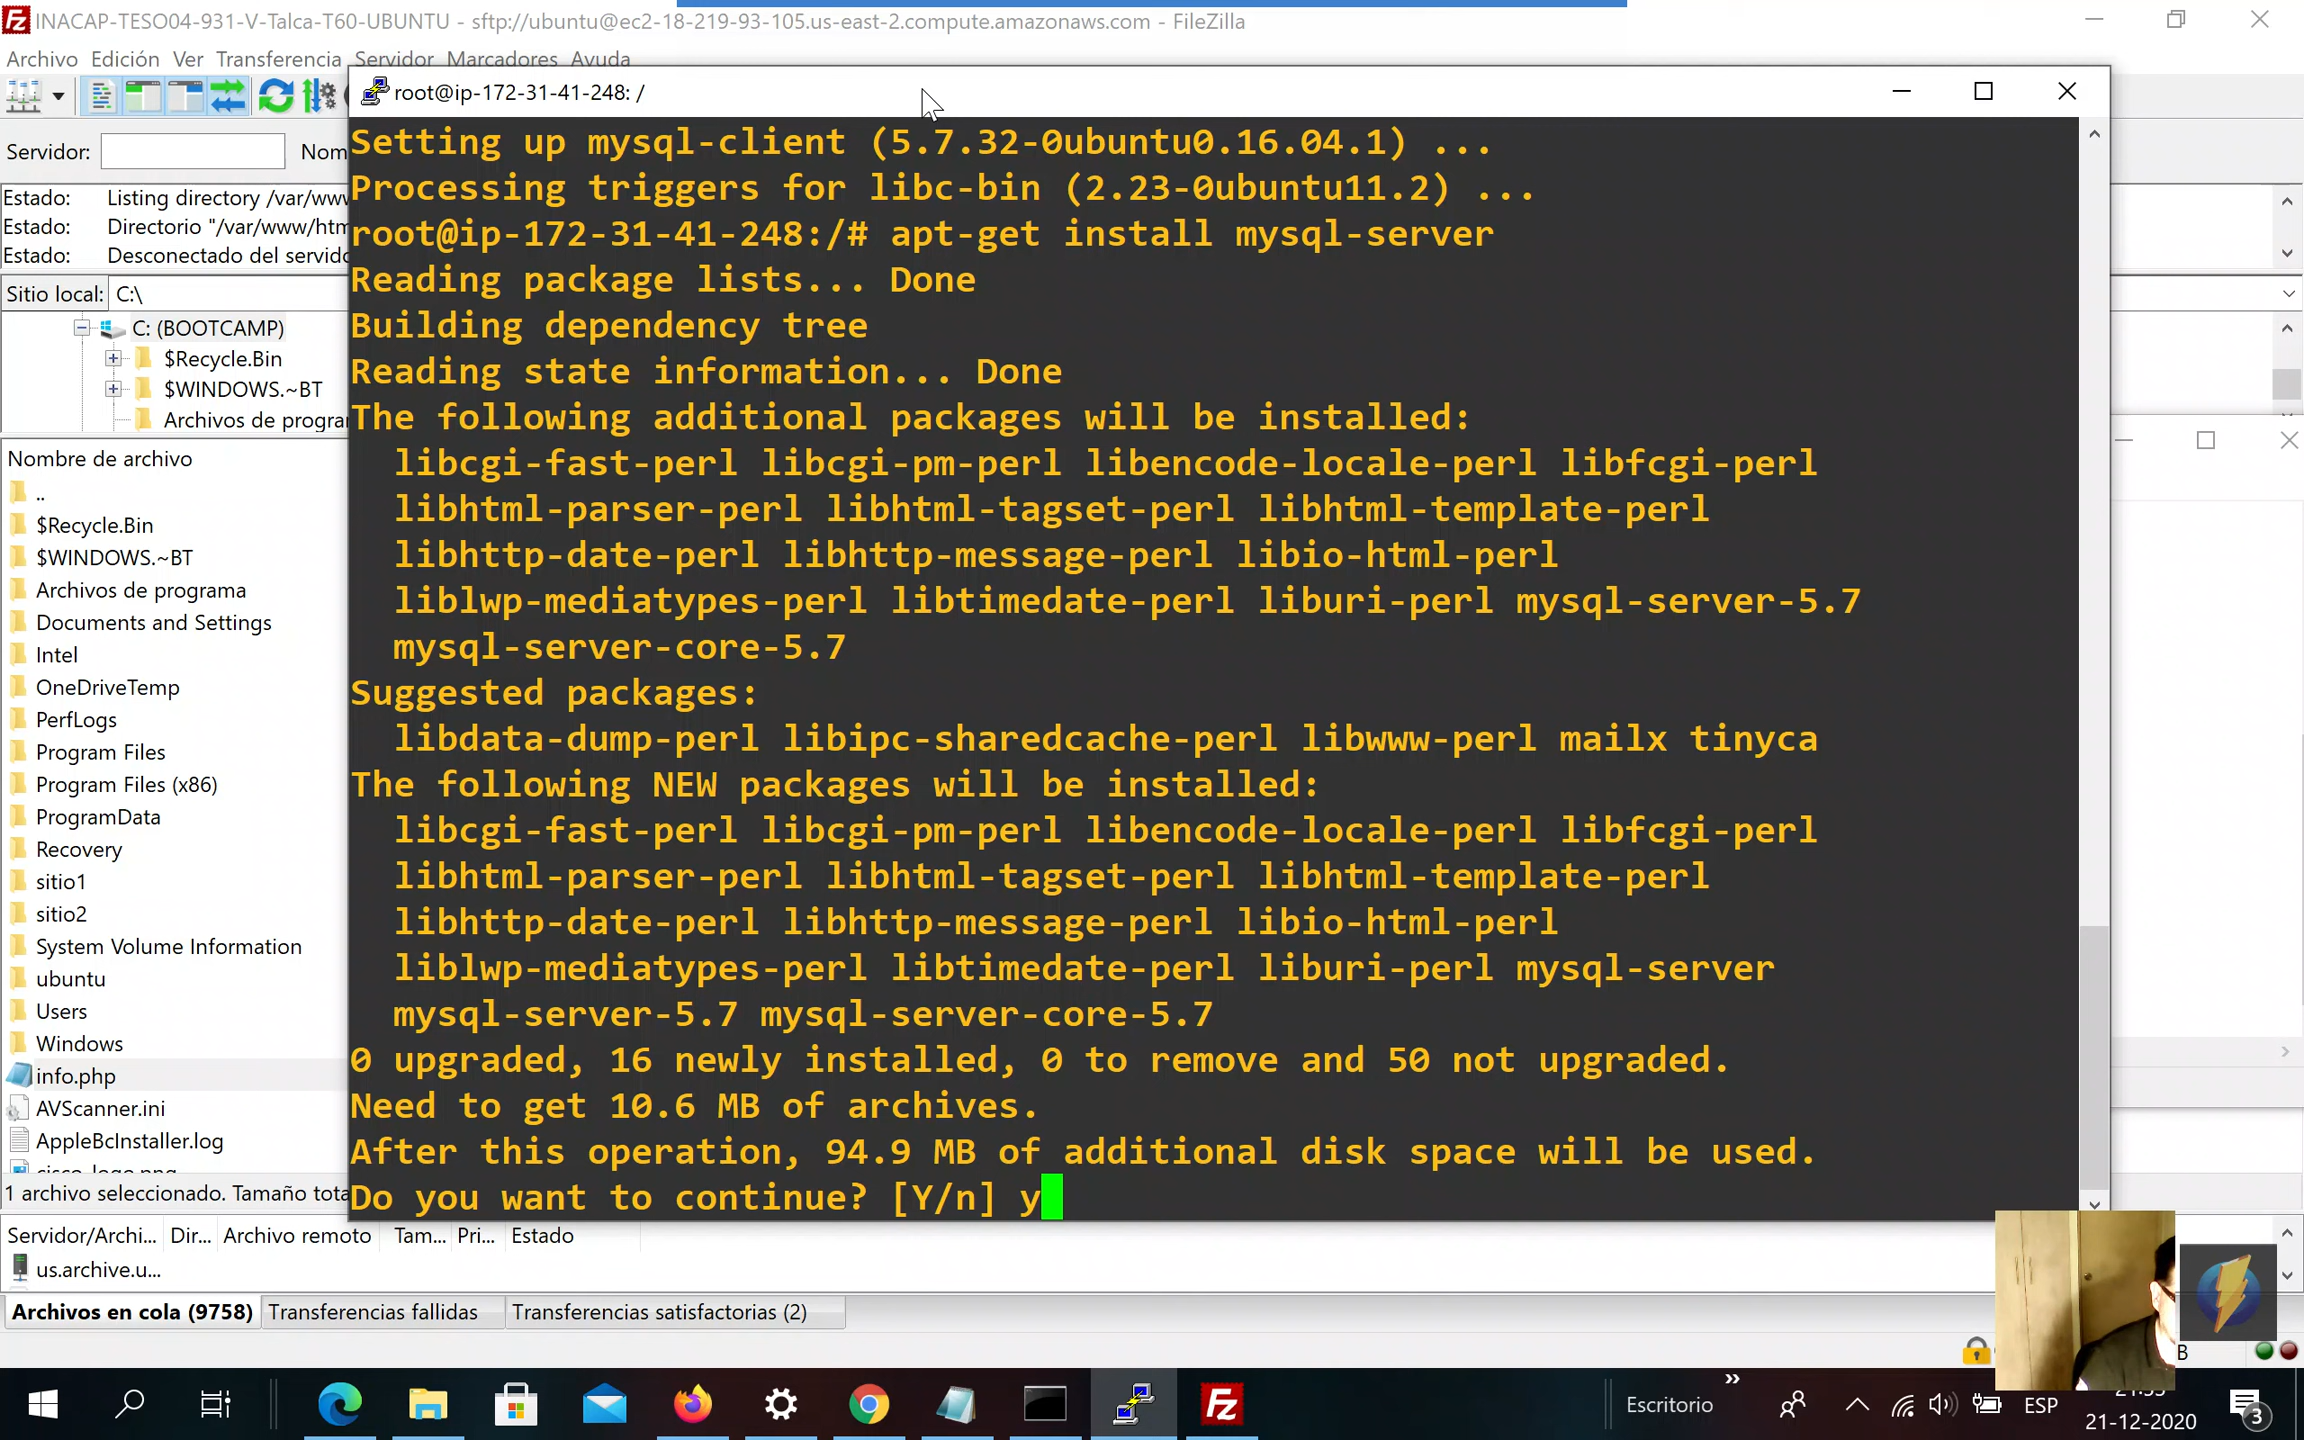 INACAP-TESO04-931-V-Talca-T60-UBUNTU - sftp://ubuntu@ec2-18-219-93-105.us-east-2.compute.amazonaws.com - FileZilla
Archivo Edición Ver Transferencia Servidor Marcadores Ayuda
root@ip-172-31-41-248: /
Servidor: Nom
Estado: Listing directory /var/www
Estado: Directorio "/var/www/htm
Estado: Desconectado del servido
Sitio local: C:\
C: (BOOTCAMP)
$Recycle.Bin
$WINDOWS.~BT
Archivos de progra
Nombre de archivo
..
$Recycle.Bin
$WINDOWS.~BT
Archivos de programa
Documents and Settings
Intel
OneDriveTemp
PerfLogs
Program Files
Program Files (x86)
ProgramData
Recovery
sitio1
sitio2
System Volume Information
ubuntu
Users
Windows
info.php
AVScanner.ini
AppleBcInstaller.log
1 archivo seleccionado. Tamaño tota
Setting up mysql-client (5.7.32-0ubuntu0.16.04.1) ...
Processing triggers for libc-bin (2.23-0ubuntu11.2) ...
root@ip-172-31-41-248:/# apt-get install mysql-server
Reading package lists... Done
Building dependency tree
Reading state information... Done
The following additional packages will be installed:
libcgi-fast-perl libcgi-pm-perl libencode-locale-perl libfcgi-perl
libhtml-parser-perl libhtml-tagset-perl libhtml-template-perl
libhttp-date-perl libhttp-message-perl libio-html-perl
liblwp-mediatypes-perl libtimedate-perl liburi-perl mysql-server-5.7
mysql-server-core-5.7
Suggested packages:
libdata-dump-perl libipc-sharedcache-perl libwww-perl mailx tinyca
The following NEW packages will be installed:
libcgi-fast-perl libcgi-pm-perl libencode-locale-perl libfcgi-perl
libhtml-parser-perl libhtml-tagset-perl libhtml-template-perl
libhttp-date-perl libhttp-message-perl libio-html-perl
liblwp-mediatypes-perl libtimedate-perl liburi-perl mysql-server
mysql-server-5.7 mysql-server-core-5.7
0 upgraded, 16 newly installed, 0 to remove and 50 not upgraded.
Need to get 10.6 MB of archives.
After this operation, 94.9 MB of additional disk space will be used.
Do you want to continue? [Y/n] y
Servidor/Archi... Dir... Archivo remoto Tam... Pri... Estado
us.archive.u...
Archivos en cola (9758) Transferencias fallidas Transferencias satisfactorias (2)
B
Escritorio ESP
21-12-2020
3